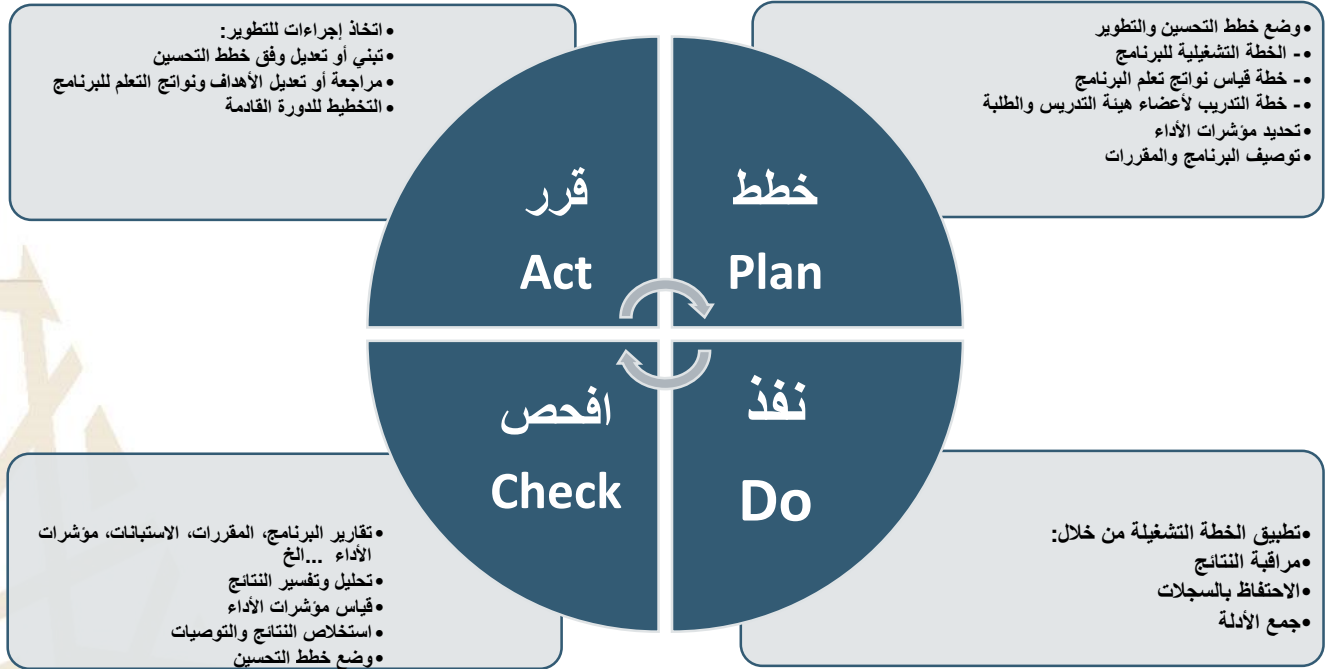 • وضع خطط التحسين والتطوير
• - الخطة التشغيلية للبرنامج
• - خطة قياس نواتج تعلم البرنامج
• - خطة التدريب لأعضاء هيئة التدريس والطلبة
• تحديد مؤشرات الأداء
• توصيف البرنامج والمقررات
• اتخاذ إجراءات للتطوير:
• تبني أو تعديل وفق خطط التحسين
• مراجعة أو تعديل الأهداف ونواتج التعلم للبرنامج
• التخطيط للدورة القادمة
خطط
Plan
قرر
Act
نفذ
Do
افحص
Check
• تطبيق الخطة التشغيلة من خلال:
• مراقبة النتائج
• الاحتفاظ بالسجلات
• جمع الأدلة
• تقارير البرنامج، المقررات، الاستبانات، مؤشرات
الأداء ...الخ
• تحليل وتفسير النتائج
• قياس مؤشرات الأداء
• استخلاص النتائج والتوصيات
• وضع خطط التحسين